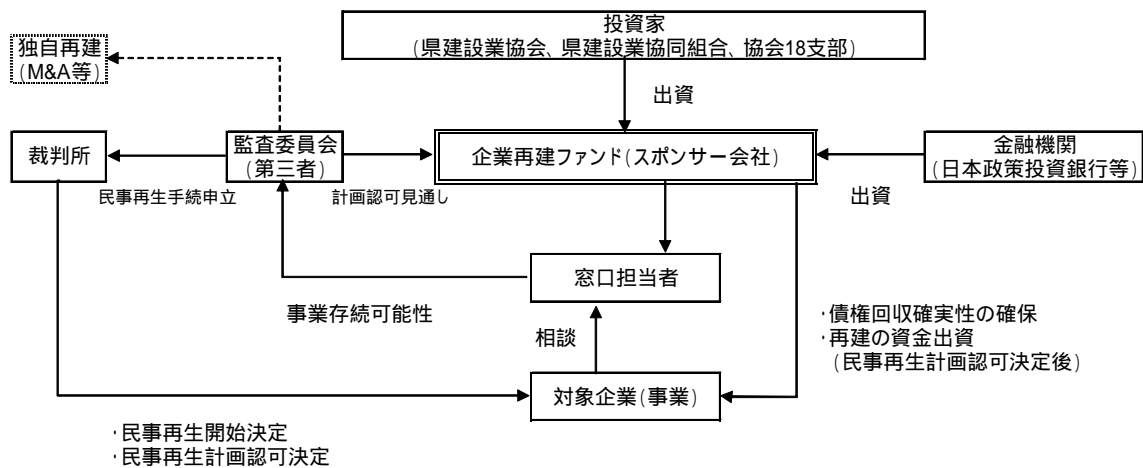 投資家
(県建設業協会、県建設業協同組合、協会18支部)
独自再建
(M&A等)
出資
裁判所
監査委員会
(第三者)
企業再建ファンド(スポンサー会社)
金融機関
(日本政策投資銀行等)
民事再生手続申立
計画認可見通し
出資
窓口担当者
事業存続可能性
相談
・債権回収確実性の確保
・再建の資金出資
(民事再生計画認可決定後)
対象企業(事業)
・民事再生開始決定
・民事再生計画認可決定